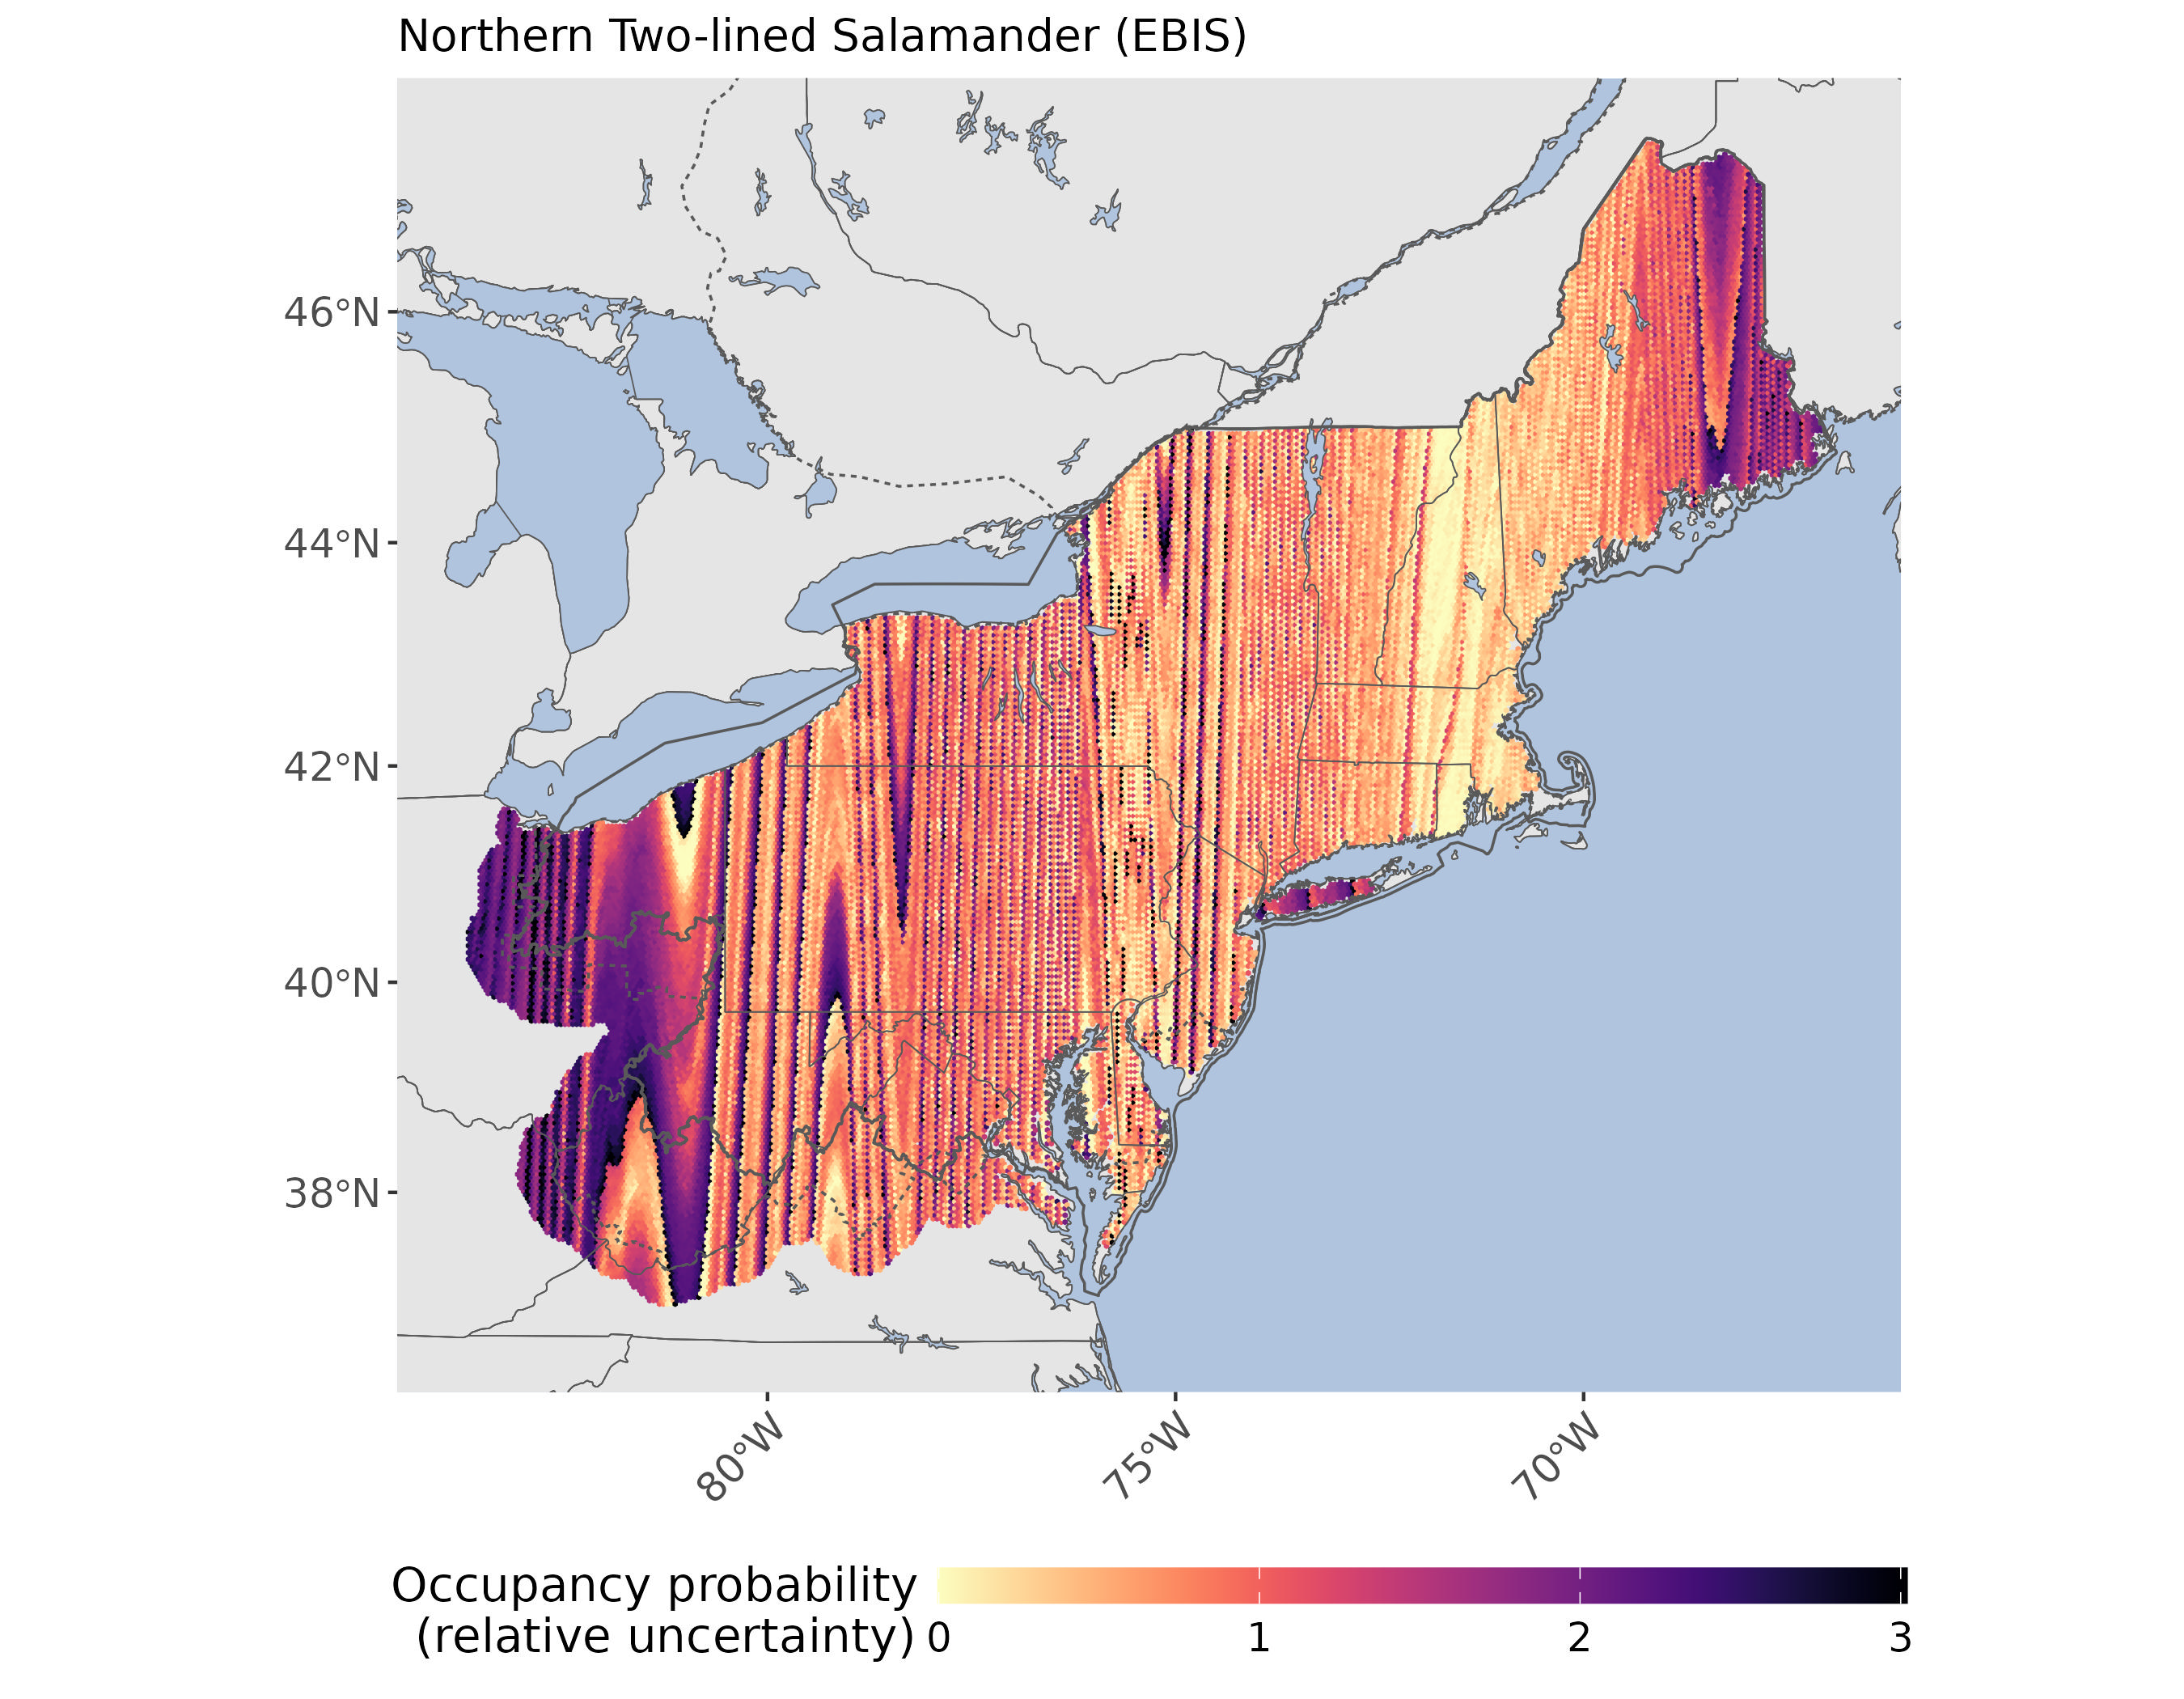 Northern Two-lined Salamander (EBIS)
46°N
44°N
42°N
40°N
38°N
80°W
75°W
70°W
Occupancy probability
(relative uncertainty)
0
1
2
3